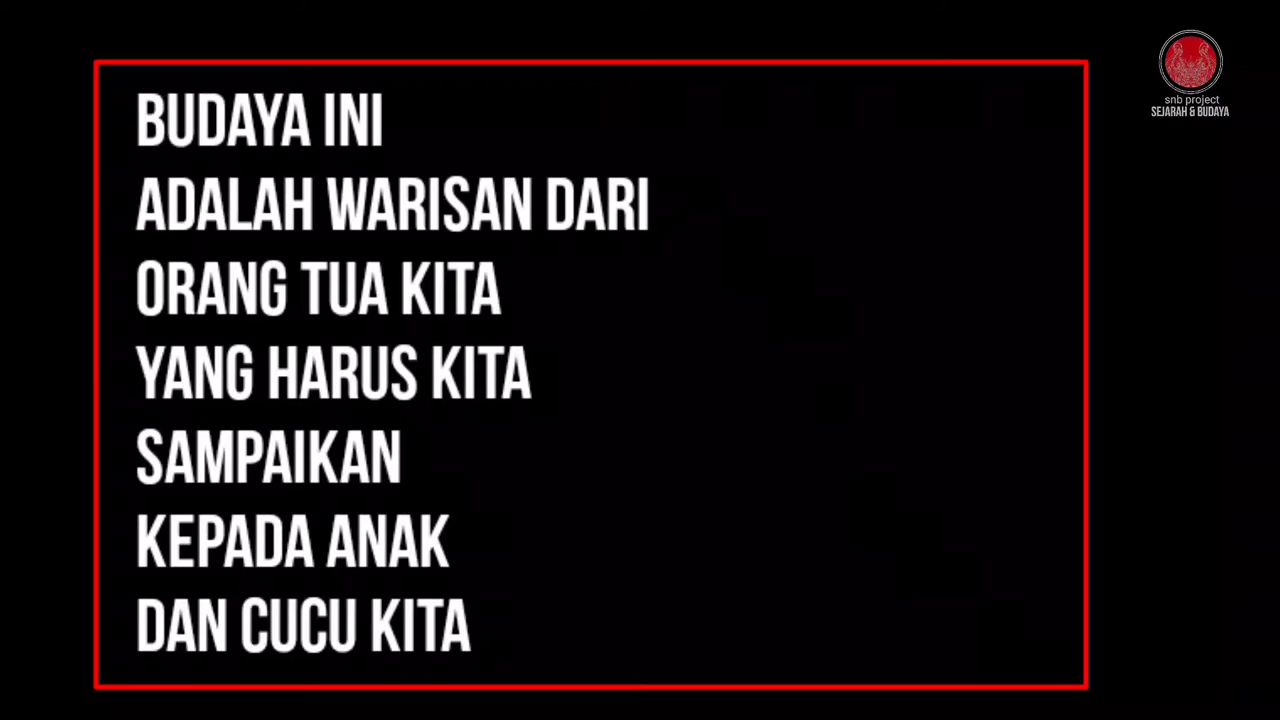 BUDAYA INI
ADALAH WARISAN DARI
ORANG TUA KITA
YANG HARUS KITA
SAMPAIKAN
KEPADA ANAK
DAN CUCU KITA
snb project
SEJARAH & BUDAYA